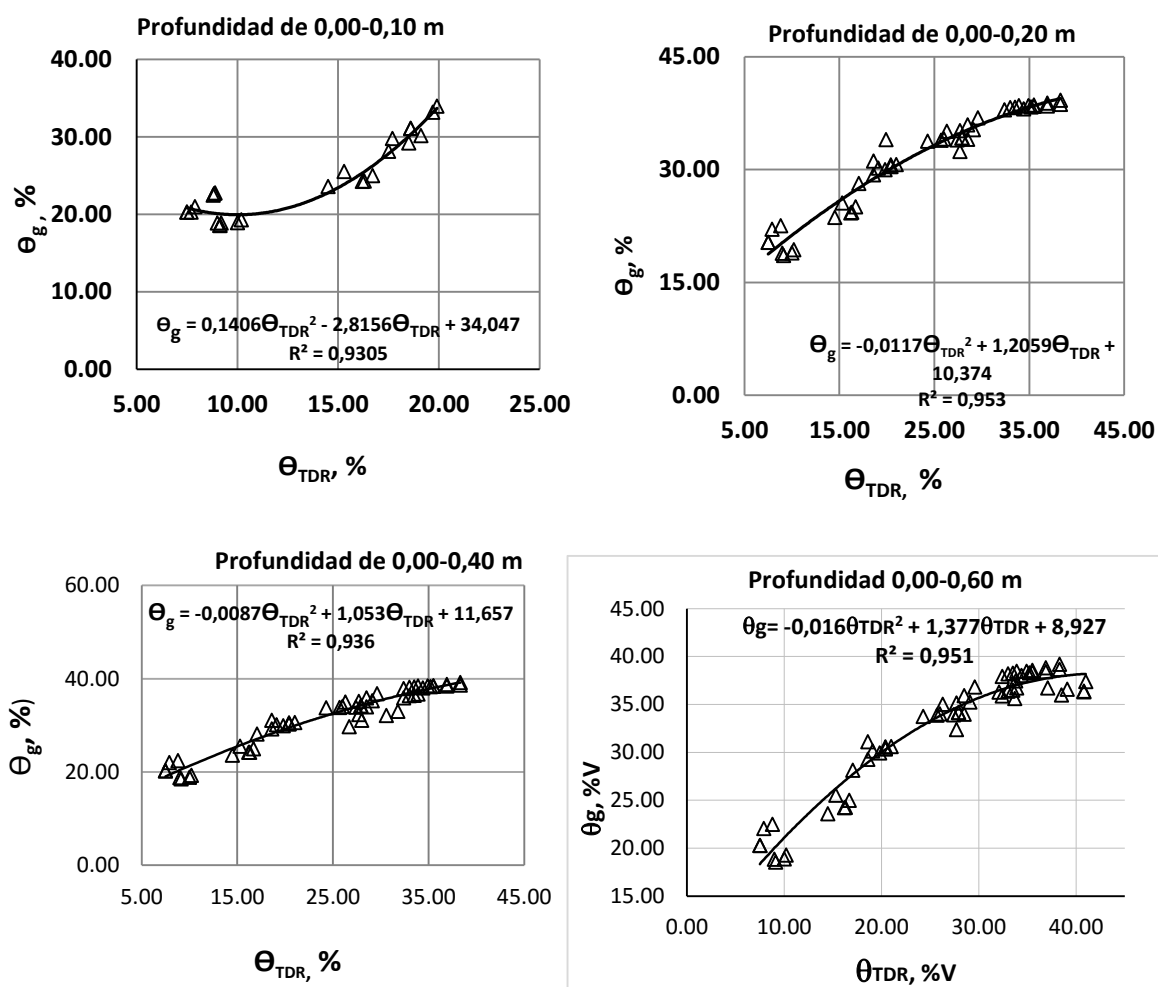 Profundidad de 0,00-0,10 m
40.00
30.00
20.00
10.00
0.00
ϴg, %
ϴg = 0,1406ϴTDR² - 2,8156ϴTDR + 34,047
R² = 0,9305
5.00 10.00 15.00 20.00 25.00
ϴTDR, %
Profundidad de 0,00-0,20 m
45.00
30.00
15.00
0.00
ϴg, %
ϴg = -0,0117ϴTDR² + 1,2059ϴTDR +
10,374
R² = 0,953
5.00 15.00 25.00 35.00 45.00
ϴTDR, %
Profundidad de 0,00-0,40 m
60.00
40.00
20.00
0.00
ϴg, %)
ϴg = -0,0087ϴTDR² + 1,053ϴTDR + 11,657
R² = 0,936
5.00 15.00 25.00 35.00 45.00
ϴTDR, %
Profundidad 0,00-0,60 m
45.00
40.00
35.00
30.00
25.00
20.00
15.00
θg, %V
θg= -0,016θTDR² + 1,377θTDR + 8,927
R² = 0,951
0.00 10.00 20.00 30.00 40.00
θTDR, %V